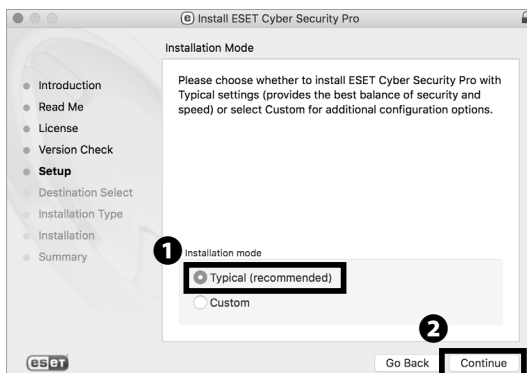 e Install ESET Cyber Security Pro
Installation Mode
Introduction
Read Me
License
Version Check
Setup
Destination Select
Installation Type
Installation
Summary
Please choose whether to install ESET Cyber Security Pro with
Typical settings (provides the best balance of security and
speed) or select Custom for additional configuration options.
1
Installation mode
Typical (recommended)
Custom
2
eseT
Go Back
Continue